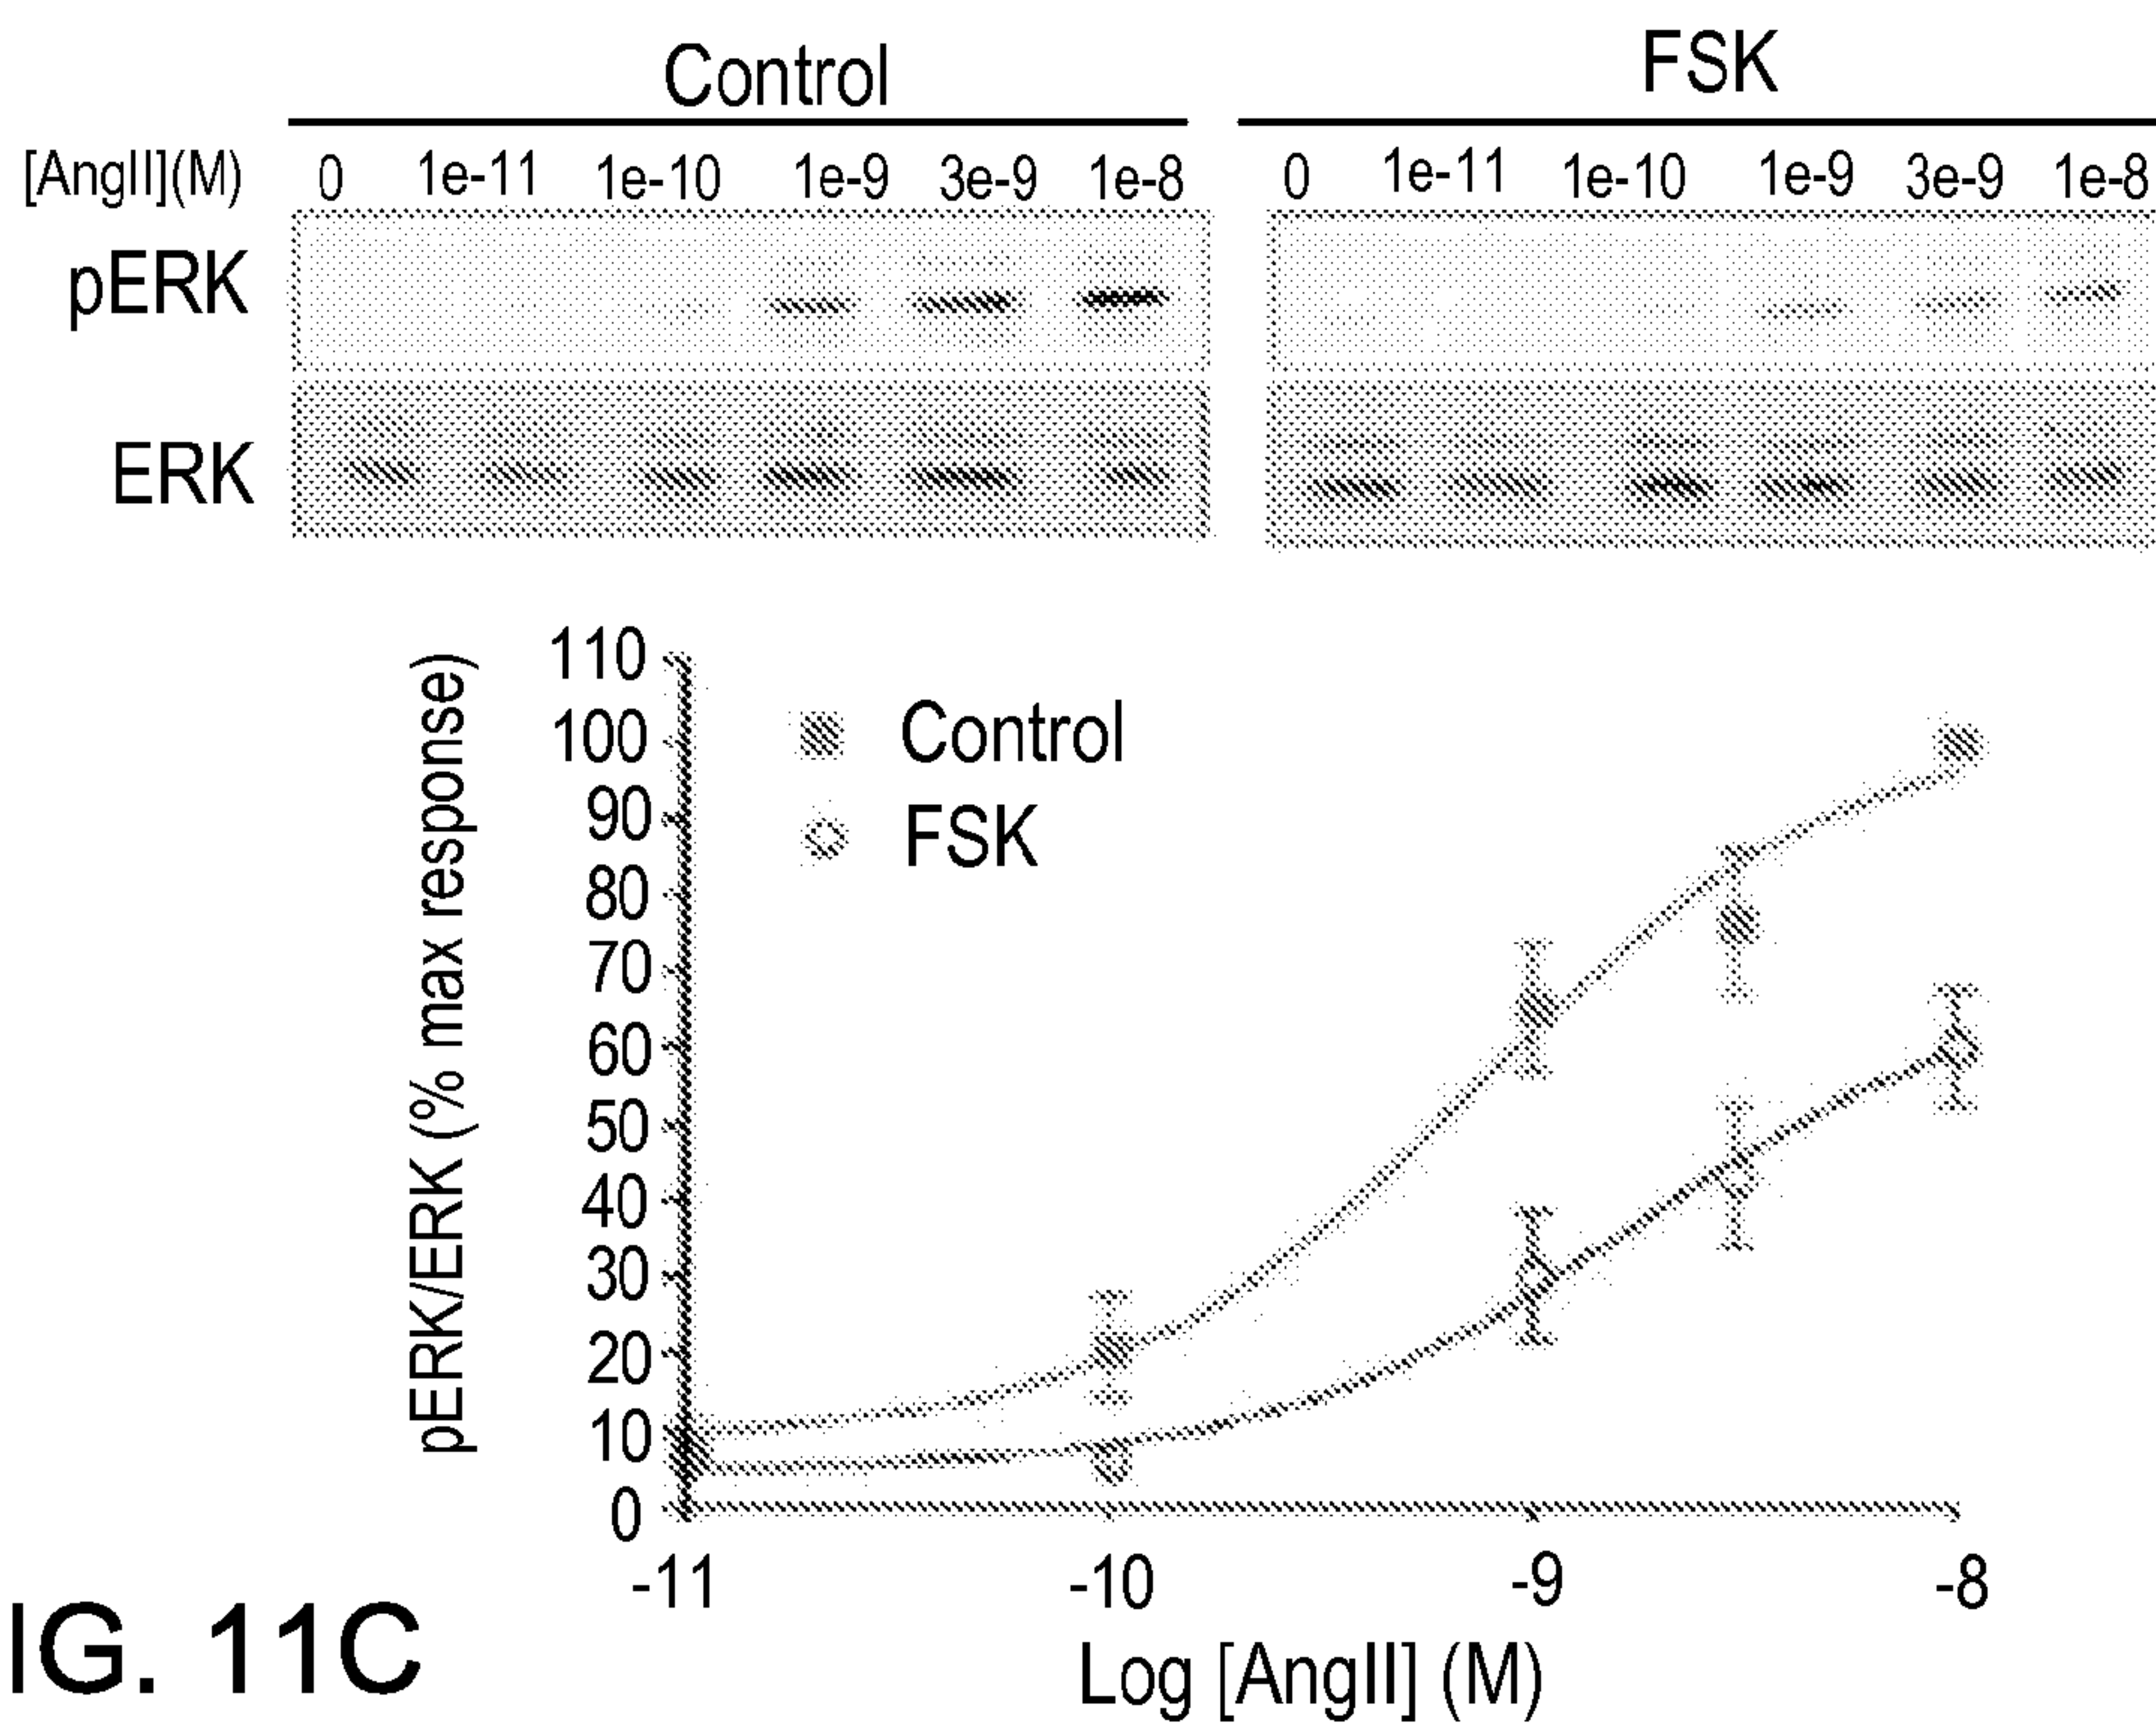 Control FSK
[AngII](M) 0 1e-11 1e-10 1e-9 3e-9 1e-8 0 1e-11 1e-10 1e-9 3e-9 1e-8
pERK
ERK
pERK/ERK (% max response)
110
100
90
80
70
60
50
40
30
20
10
0
Control
FSK
-11 -10 -9 -8
Log [AngII] (M)
IG. 11C